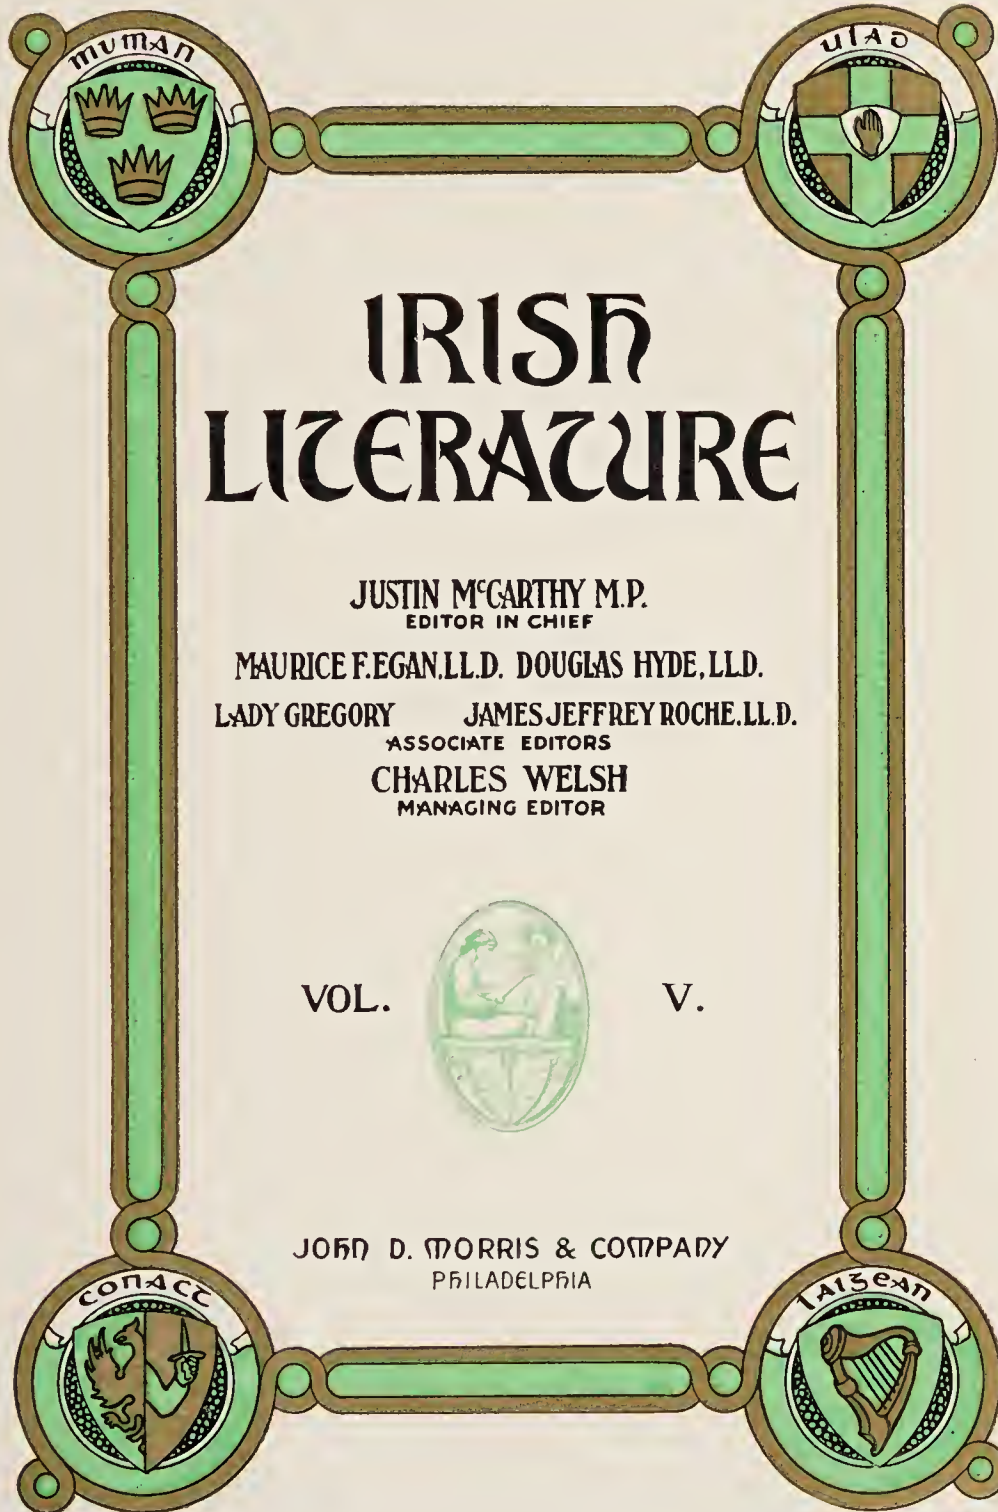 muman
ulad
IRISH
LITERATURE
JUSTIN McCARTHY M.P.
EDITOR IN CHIEF
MAURICE F. EGAN, LL.D. DOUGLAS HYDE, LL.D.
LADY GREGORY JAMES JEFFREY ROCHE, LL.D.
ASSOCIATE EDITORS
CHARLES WELSH
MANAGING EDITOR
VOL. V.
JOHN D. MORRIS & COMPANY
PHILADELPHIA
conact
laigean